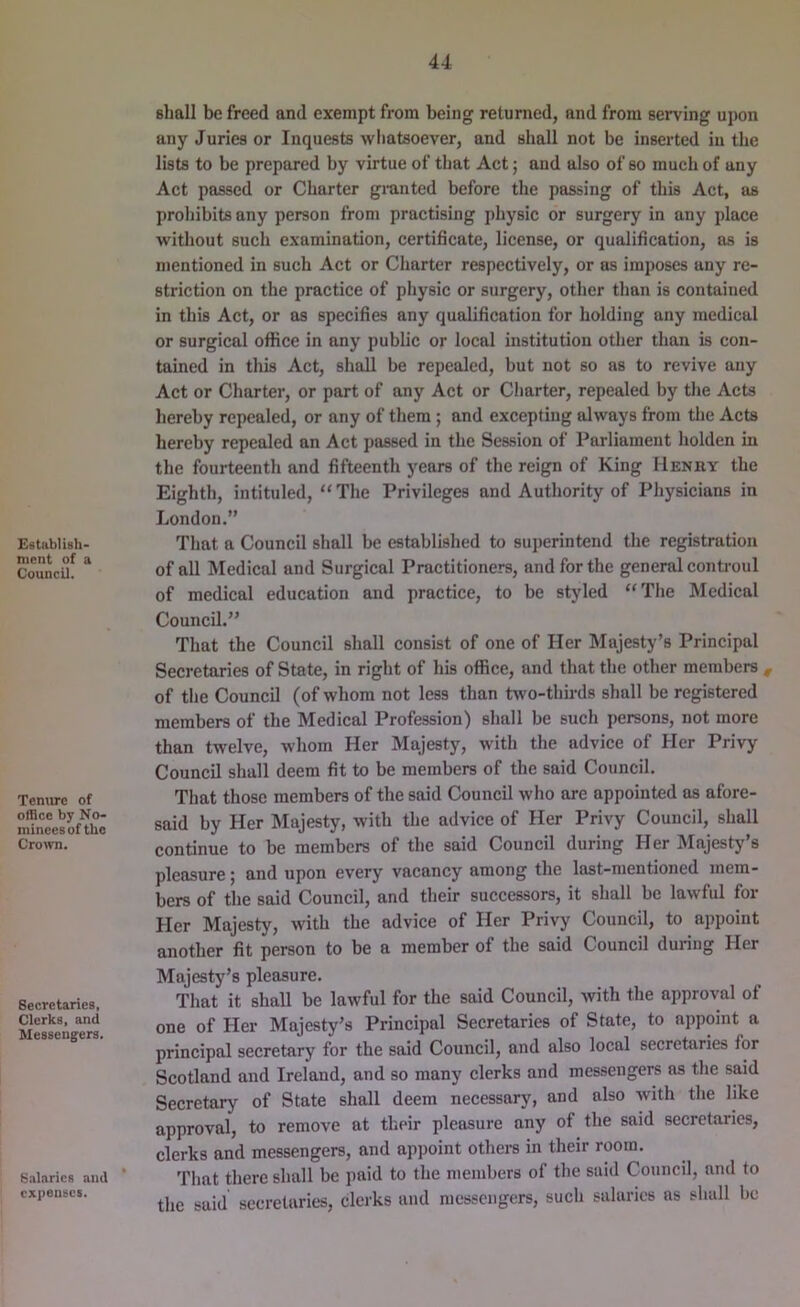 44
shall be freed and exempt from being returned, and from serving upon
any Juries or Inquests whatsoever, and shall not be inserted in the
lists to be prepared by virtue of that Act; and also of so much of any
Act passed or Charter granted before the passing of this Act, as
prohibits any person from practising physic or surgery in any place
without such examination, certificate, license, or qualification, as is
mentioned in such Act or Charter respectively, or as imposes any re-
striction on the practice of physic or surgery, other than is contained
in this Act, or as specifies any qualification for holding any medical
or surgical office in any public or local institution other than is con-
tained in this Act, shall be repealed, but not so as to revive any
Act or Charter, or part of any Act or Charter, repealed by the Acts
hereby repealed, or any of them; and excepting always from the Acts
hereby repealed an Act passed in the Session of Parliament holden in
the fourteenth and fifteenth years of the reign of King HENRY the
Eighth, intituled, “The Privileges and Authority of Physicians in
London.”
Establish-
ment of a
Council.
That a Council shall be established to superintend the registration
of all Medical and Surgical Practitioners, and for the general controul
of medical education and practice, to be styled “The Medical
Council.”
That the Council shall consist of one of Her Majesty’s Principal
Secretaries of State, in right of his office, and that the other members
of the Council (of whom not less than two-thirds shall be registered
members of the Medical Profession) shall be such persons, not more
than twelve, whom Her Majesty, with the advice of Her Privy
Council shall deem fit to be members of the said Council.
Tenure of
office by No-
minees of the
Crown.
That those members of the said Council who are appointed as afore-
said by Her Majesty, with the advice of Her Privy Council, shall
continue to be members of the said Council during Her Majesty’s
pleasure; and upon every vacancy among the last-mentioned mem-
bers of the said Council, and their successors, it shall be lawful for
Her Majesty, with the advice of Her Privy Council, to appoint
another fit person to be a member of the said Council during Her
Majesty’s pleasure.
Secretaries,
Clerks, and
Messengers.
That it shall be lawful for the said Council, with the approval of
one of Her Majesty’s Principal Secretaries of State, to appoint a
principal secretary for the said Council, and also local secretaries for
Scotland and Ireland, and so many clerks and messengers as the said
Secretary of State shall deem necessary, and also with the like
approval, to remove at their pleasure any of the said secretaries,
clerks and messengers, and appoint others in their room.
Salaries and
expenses.
That there shall be paid to the members of the said Council, and to
the said secretaries, clerks and messengers, such salaries as shall be